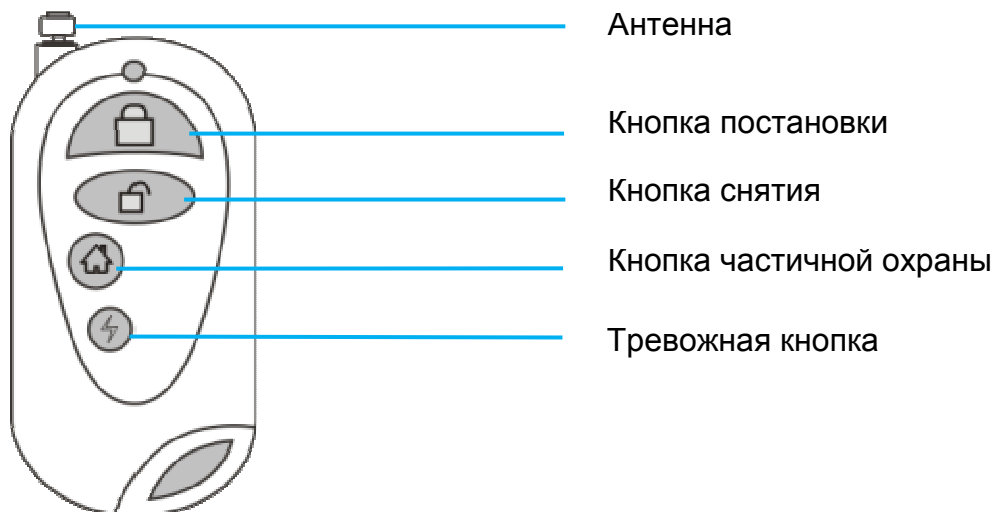 Антенна
Кнопка постановки
Кнопка снятия
Кнопка частичной охраны
Тревожная кнопка